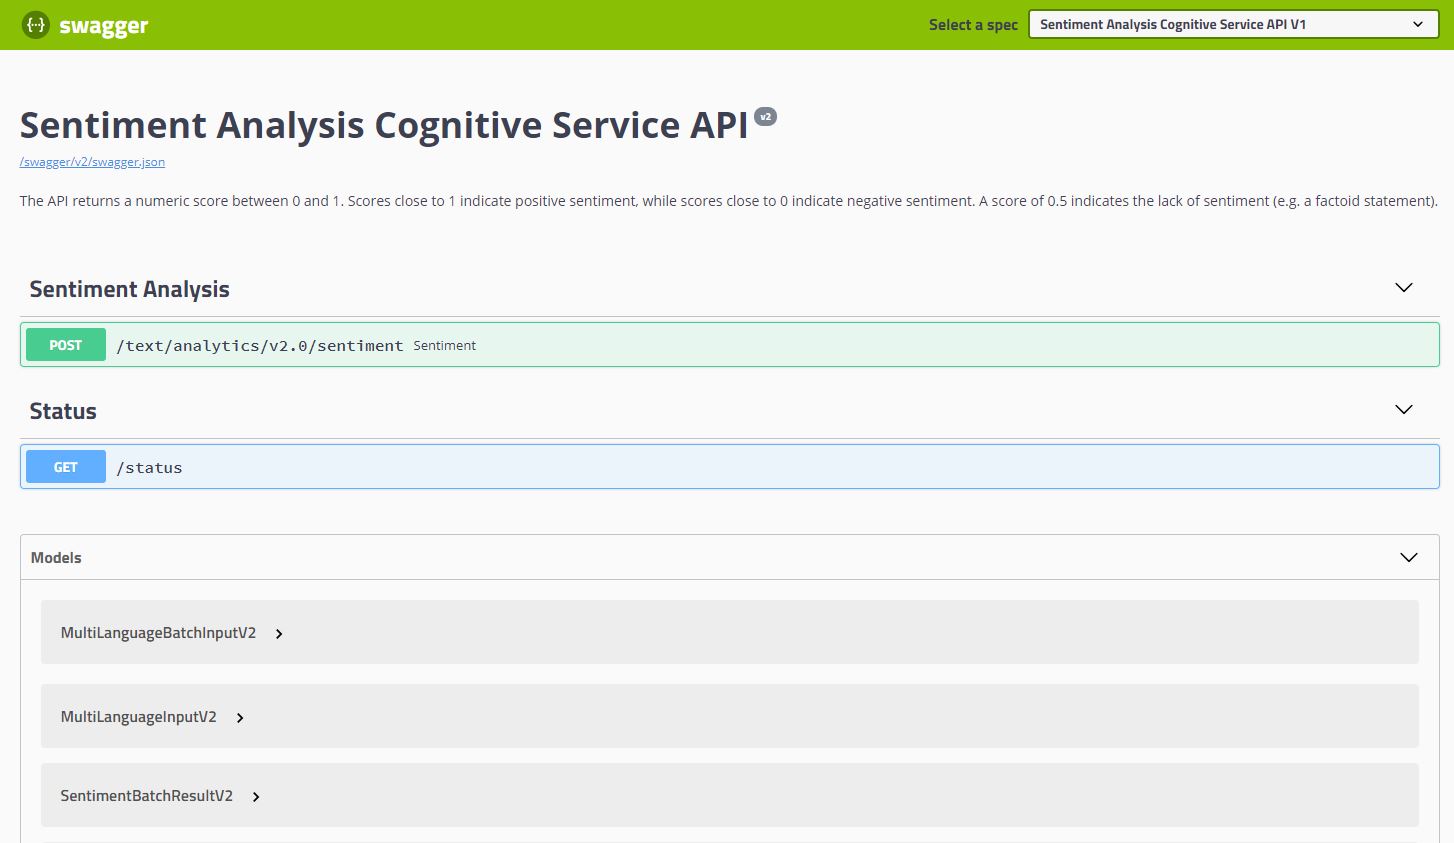 swagger
Select a spec
Sentiment Analysis Cognitive Service API V1
Sentiment Analysis Cognitive Service API v2
/swagger/v2/swagger.json
The API returns a numeric score between 0 and 1. Scores close to 1 indicate positive sentiment, while scores close to 0 indicate negative sentiment. A score of 0.5 indicates the lack of sentiment (e.g. a factoid statement).
Sentiment Analysis
POST /text/analytics/v2.0/sentiment Sentiment
Status
GET /status
Models
MultiLanguageBatchInputV2
MultiLanguageInputV2
SentimentBatchResultV2